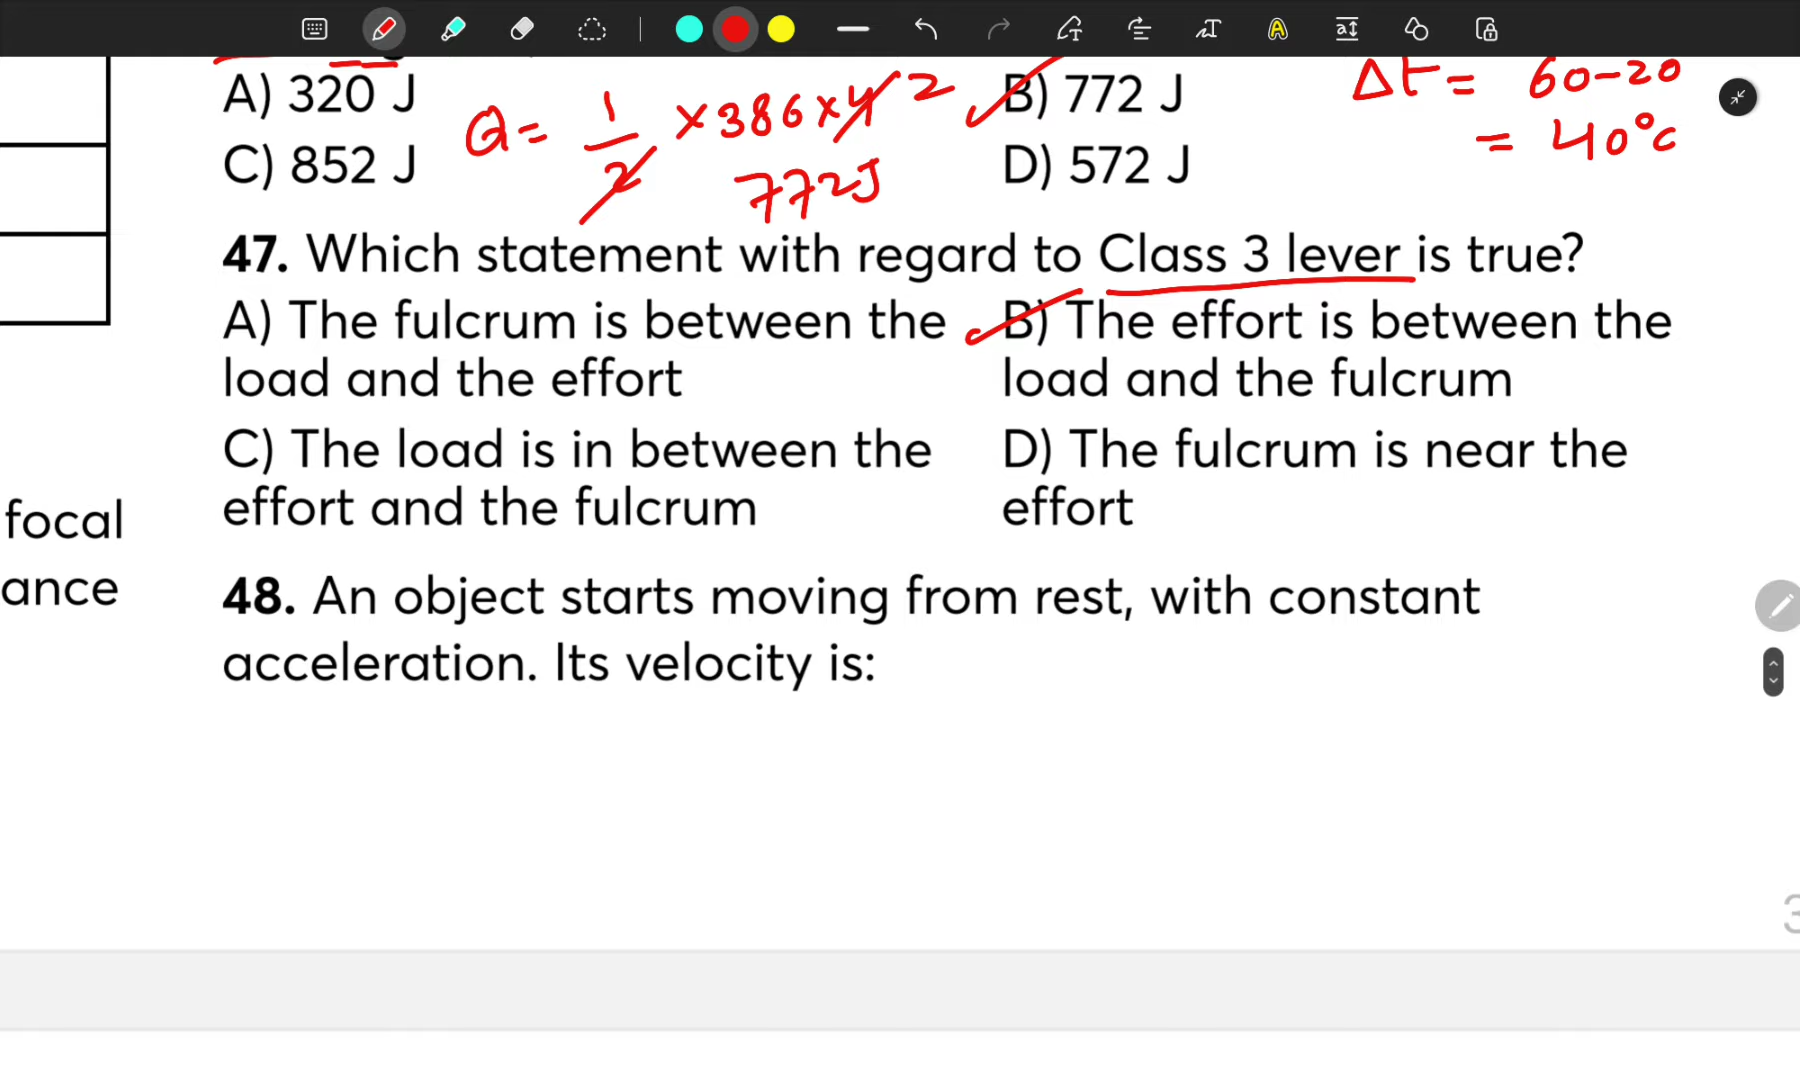 A) 320 J
B) 772 J
C) 852 J
D) 572 J
Q = 1/2 × 386 × 4 2
772J
Δt = 60-20
= 40°C
47. Which statement with regard to Class 3 lever is true?
A) The fulcrum is between the
load and the effort
B) The effort is between the
load and the fulcrum
C) The load is in between the
effort and the fulcrum
D) The fulcrum is near the
effort
focal
ance
48. An object starts moving from rest, with constant
acceleration. Its velocity is:
3